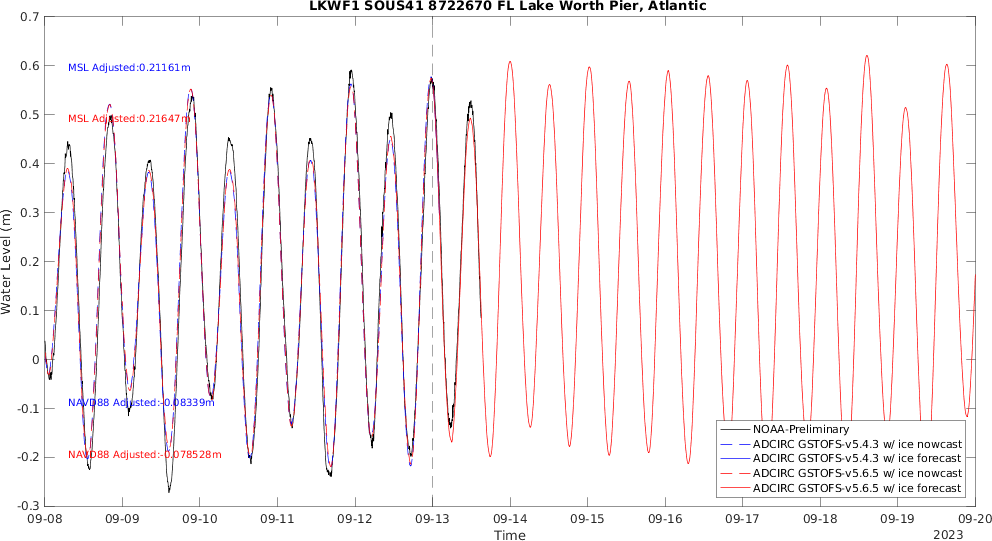 LKWF1 SOUS41 8722670 FL Lake Worth Pier, Atlantic
0.7
0.6
0.5
0.4
0.3
0.2
0.1
0
-0.1
-0.2
-0.3
Water Level (m)
MSL Adjusted:0.21161m
MSL Adjusted:0.21647m
NAVD88 Adjusted:-0.08339m
NAVD88 Adjusted:-0.078528m
NOAA-Preliminary
ADCIRC GSTOFS-v5.4.3 w/ ice nowcast
ADCIRC GSTOFS-v5.4.3 w/ ice forecast
ADCIRC GSTOFS-v5.6.5 w/ ice nowcast
ADCIRC GSTOFS-v5.6.5 w/ ice forecast
09-08 09-09 09-10 09-11 09-12 09-13 09-14 09-15 09-16 09-17 09-18 09-19 09-20
Time
2023